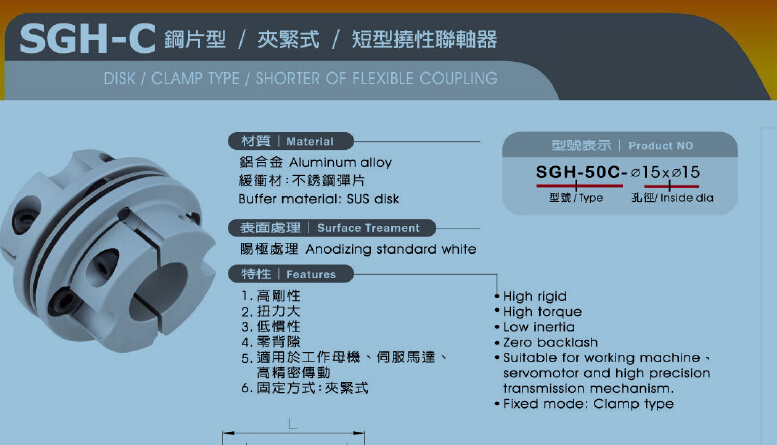 SGH-C 鋼片型 / 夾緊式 / 短型撓性聯軸器
DISK / CLAMP TYPE / SHORTER OF FLEXIBLE COUPLING
材質 | Material
鋁合金 Aluminum alloy
緩衝材:不銹鋼彈片
Buffer material: SUS disk
表面處理 | Surface Treament
陽極處理 Anodizing standard white
特性 | Features
1. 高剛性
2. 扭力大
3. 低慣性
4. 零背隙
5. 適用於工作母機、伺服馬達、
高精密傳動
6. 固定方式:夾緊式
型號表示 | Product NO
SGH-50C-ø15xø15
型號/Type 孔徑/Inside dia
• High rigid
• High torque
• Low inertia
• Zero backlash
• Suitable for working machine、
servomotor and high precision
transmission mechanism.
• Fixed mode: Clamp type
L